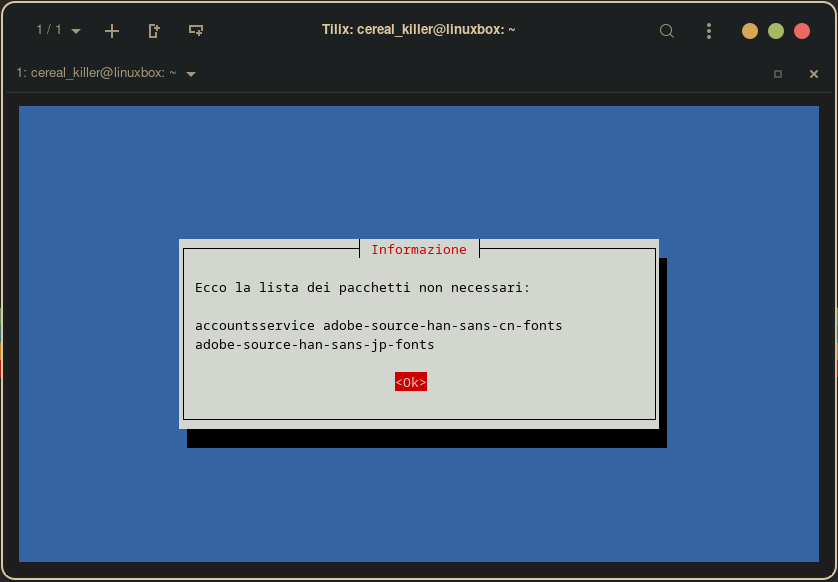 1 / 1
Tilix: cereal_killer@linuxbox: ~
1: cereal_killer@linuxbox: ~
Informazione
Ecco la lista dei pacchetti non necessari:
accountsservice adobe-source-han-sans-cn-fonts
adobe-source-han-sans-jp-fonts
<Ok>